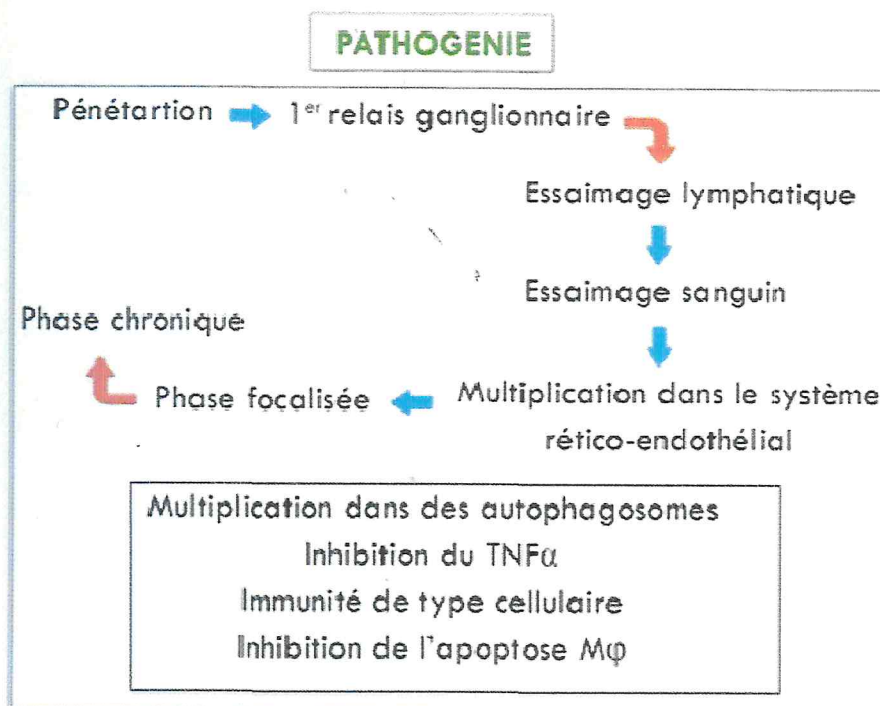 PATHOGENIE
Pénétartion 1er relais ganglionnaire
Essaimage lymphatique
Essaimage sanguin
Phase chronique
Multiplication dans le système
rético-endothélial
Phase focalisée
Multiplication dans des autophagosomes
Inhibition du TNFα
Immunité de type cellulaire
Inhibition de l'apoptose Mφ